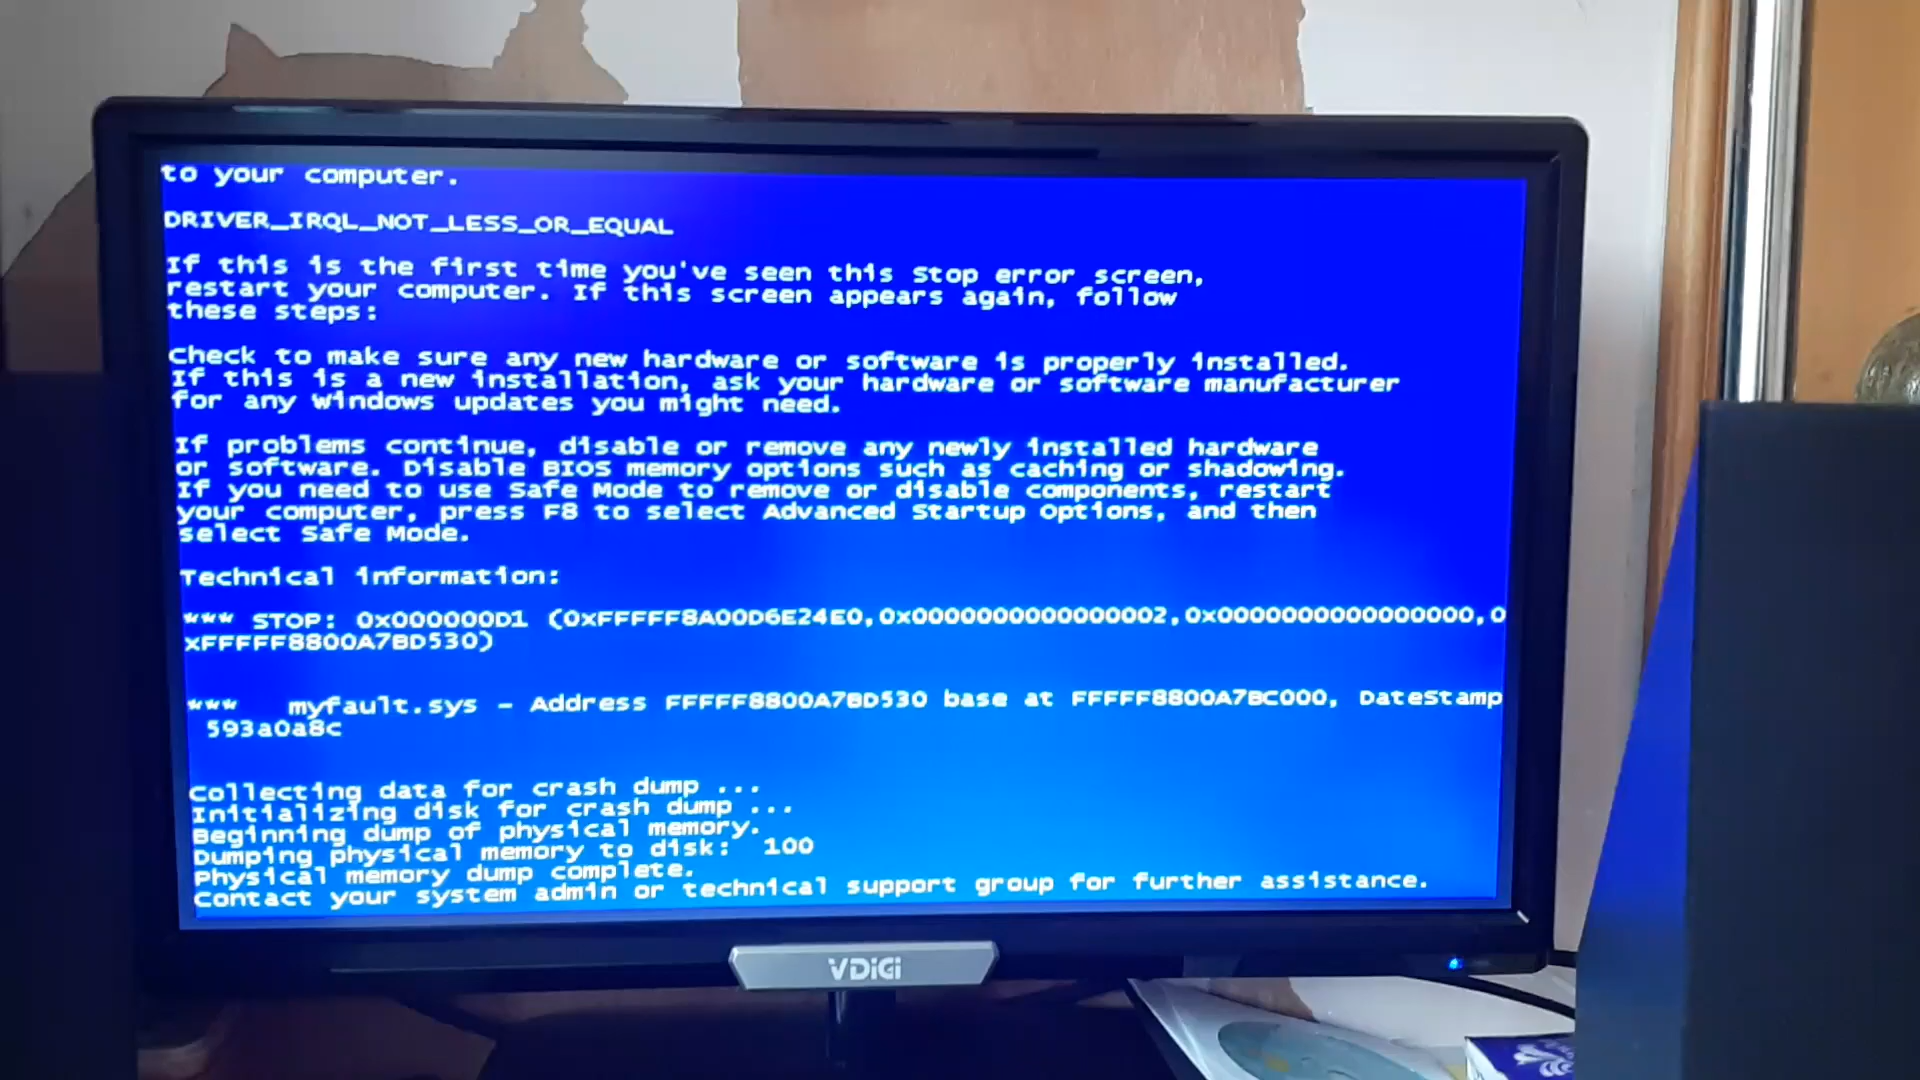 to your computer.
DRIVER_IRQL_NOT_LESS_OR_EQUAL
If this is the first time you've seen this Stop error screen,
restart your computer. If this screen appears again, follow
these steps:
Check to make sure any new hardware or software is properly installed.
If this is a new installation, ask your hardware or software manufacturer
for any Windows updates you might need.
If problems continue, disable or remove any newly installed hardware
or software. Disable BIOS memory options such as caching or shadowing.
If you need to use Safe Mode to remove or disable components, restart
your computer, press F8 to select Advanced Startup Options, and then
select Safe Mode.
Technical information:
*** STOP: 0x000000D1 (0xFFFFF8A00D6E24E0,0x0000000000000002,0x0000000000000000,0
xFFFFF8800A7BD530)
*** myfault.sys - Address FFFFF8800A7BD530 base at FFFFF8800A7BC000, DateStamp
593a0a8c
Collecting data for crash dump ...
Initializing disk for crash dump ...
Beginning dump of physical memory.
Dumping physical memory to disk: 100
Physical memory dump complete.
Contact your system admin or technical support group for further assistance.
VDiGi